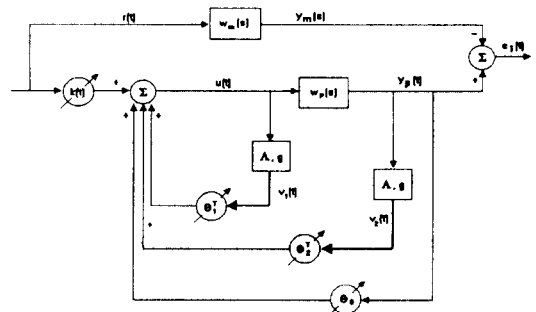 r(t)
w_m(s)
y_m(s)
−
Σ
e_1(t)
+
k(t)
+
Σ
u(t)
w_p(s)
y_p(t)
+
+
+
Λ, g
Λ, g
v_1(t)
θ_1^T
v_2(t)
+
θ_2^T
θ_0